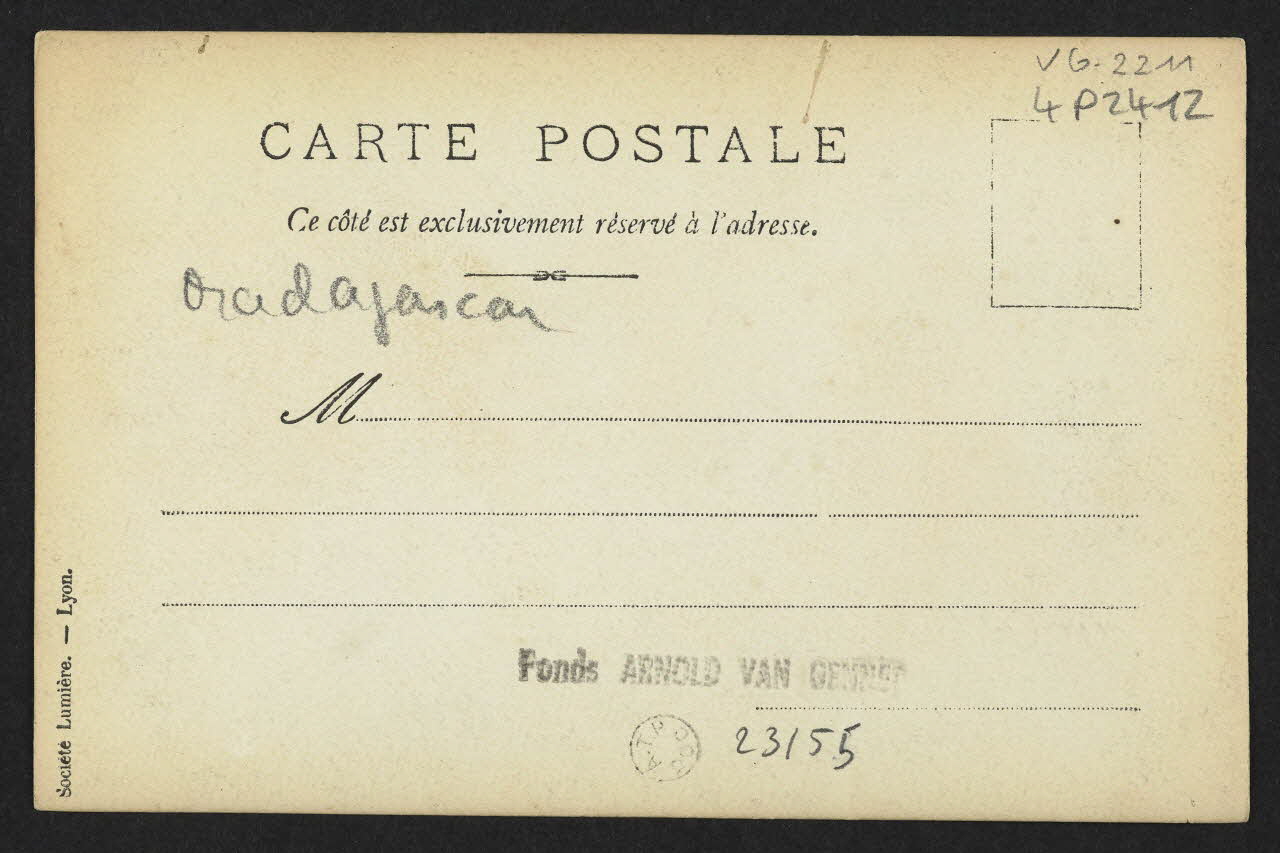 VG-2211
4P2412
CARTE POSTALE
Ce côté est exclusivement réservé à l'adresse.
Madagascar
M
Société Lumière. — Lyon.
Fonds ARNOLD VAN GENNEP
23155